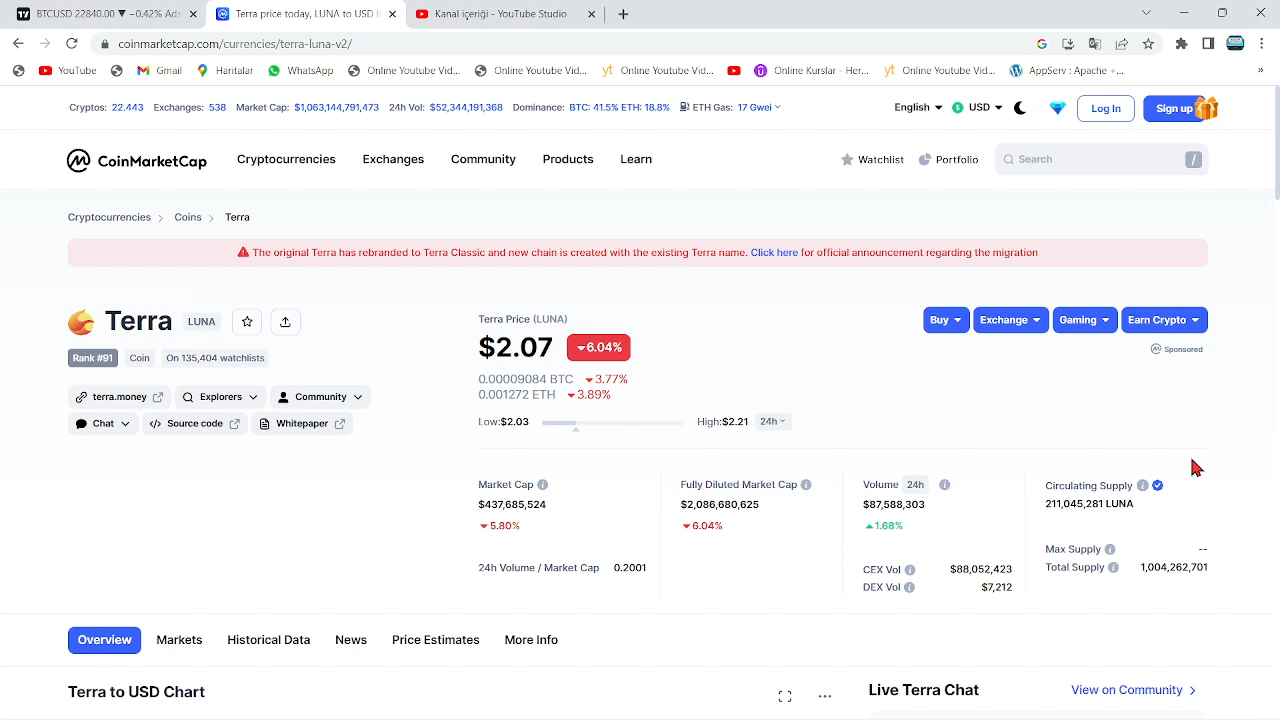 BTCUSD 22840.00 ▼ −0.42% Ads
Terra price today, LUNA to USD
Kanal içeriği - YouTube Studio
coinmarketcap.com/currencies/terra-luna-v2/
YouTube
Gmail
Haritalar
WhatsApp
Online Youtube Vid...
Online Youtube Vid...
yt Online Youtube Vid...
Online Kurslar - Her...
yt Online Youtube Vid...
AppServ : Apache +...
»
Cryptos: 22.443 Exchanges: 538 Market Cap: $1,063,144,791,473 24h Vol: $52,344,191,368 Dominance: BTC: 41.5% ETH: 18.8% ETH Gas: 17 Gwei
English USD Log In Sign up
CoinMarketCap Cryptocurrencies Exchanges Community Products Learn
Watchlist Portfolio Search /
Cryptocurrencies > Coins > Terra
The original Terra has rebranded to Terra Classic and new chain is created with the existing Terra name. Click here for official announcement regarding the migration
Terra LUNA
Rank #91 Coin On 135,404 watchlists
terra.money Explorers Community
Chat Source code Whitepaper
Terra Price (LUNA)
$2.07 6.04%
0.00009084 BTC 3.77%
0.001272 ETH 3.89%
Low:$2.03 High:$2.21 24h
Buy Exchange Gaming Earn Crypto
Sponsored
Market Cap
$437,685,524
5.80%
24h Volume / Market Cap 0.2001
Fully Diluted Market Cap
$2,086,680,625
6.04%
Volume 24h
$87,588,303
1.68%
CEX Vol $88,052,423
DEX Vol $7,212
Circulating Supply
211,045,281 LUNA
Max Supply --
Total Supply 1,004,262,701
Overview Markets Historical Data News Price Estimates More Info
Terra to USD Chart
Live Terra Chat View on Community >